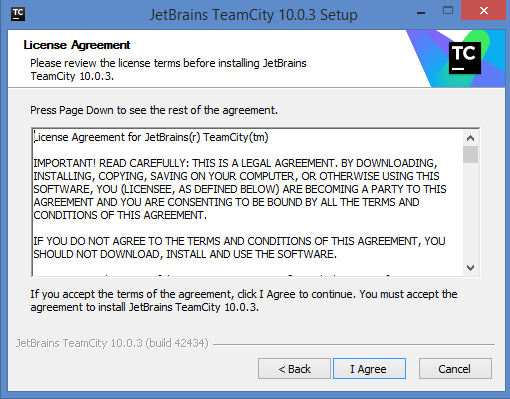 JetBrains TeamCity 10.0.3 Setup
License Agreement
Please review the license terms before installing JetBrains
TeamCity 10.0.3.
TC
Press Page Down to see the rest of the agreement.
License Agreement for JetBrains(r) TeamCity(tm)
IMPORTANT! READ CAREFULLY: THIS IS A LEGAL AGREEMENT. BY DOWNLOADING,
INSTALLING, COPYING, SAVING ON YOUR COMPUTER, OR OTHERWISE USING THIS
SOFTWARE, YOU (LICENSEE, AS DEFINED BELOW) ARE BECOMING A PARTY TO THIS
AGREEMENT AND YOU ARE CONSENTING TO BE BOUND BY ALL THE TERMS AND
CONDITIONS OF THIS AGREEMENT.
IF YOU DO NOT AGREE TO THE TERMS AND CONDITIONS OF THIS AGREEMENT, YOU
SHOULD NOT DOWNLOAD, INSTALL AND USE THE SOFTWARE.
If you accept the terms of the agreement, click I Agree to continue. You must accept the
agreement to install JetBrains TeamCity 10.0.3.
JetBrains TeamCity 10.0.3 (build 42434)
< Back
I Agree
Cancel